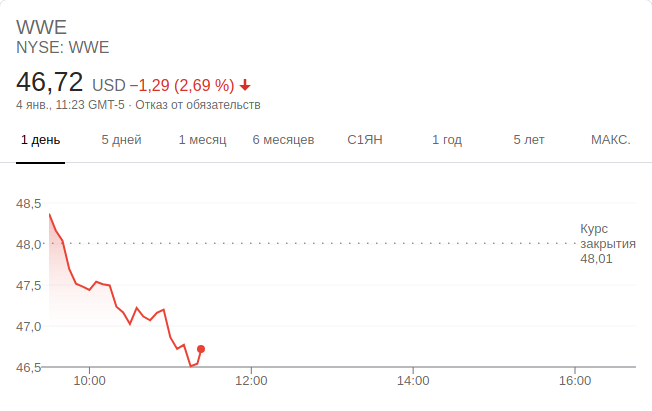 WWE
NYSE: WWE
46,72 USD −1,29 (2,69 %)
4 янв., 11:23 GMT-5 · Отказ от обязательств
1 день 5 дней 1 месяц 6 месяцев С1ЯН 1 год 5 лет МАКС.
48,5
Курс
48,0 закрытия
48,01
47,5
47,0
46,5
10:00 12:00 14:00 16:00